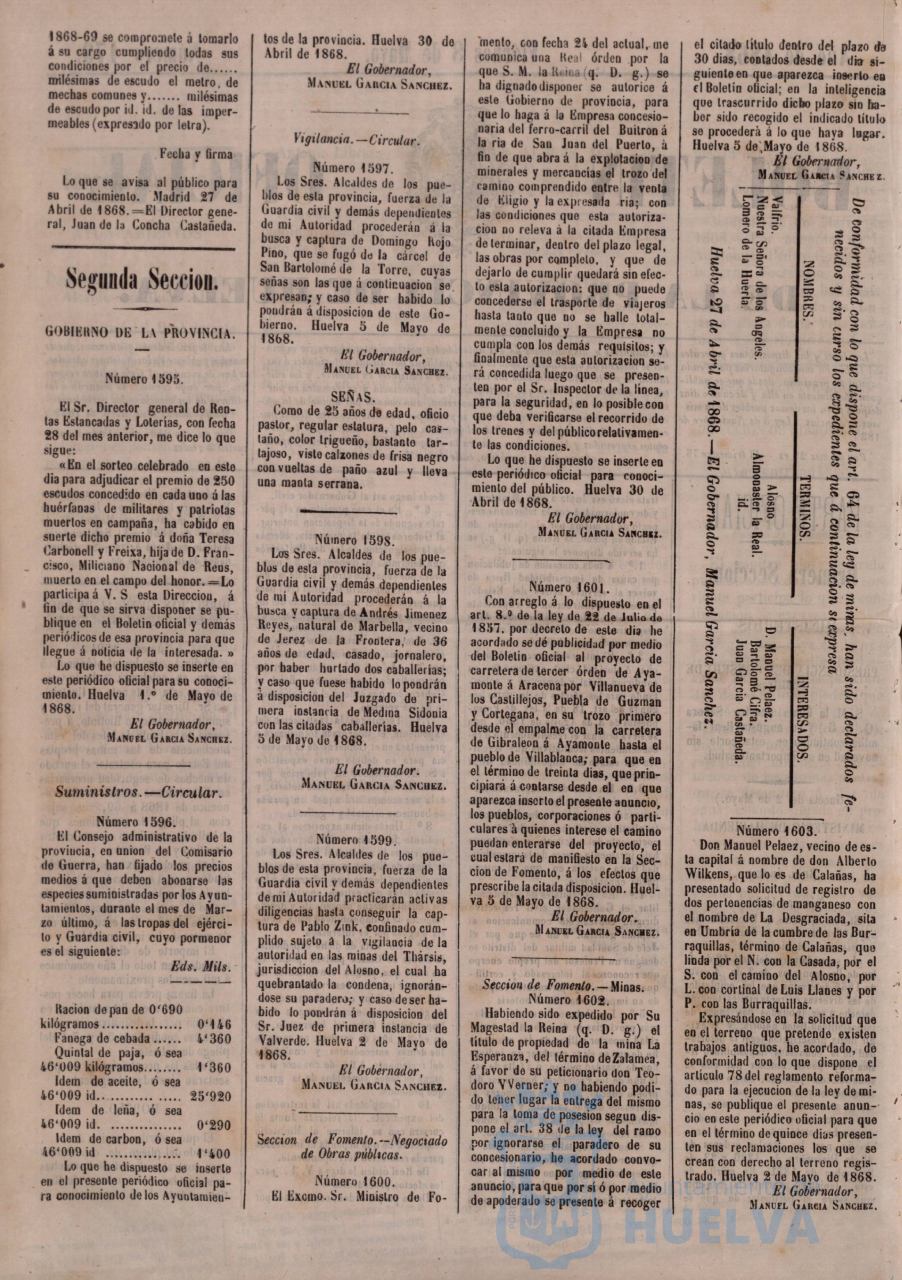 1868-69 se compromete á tomarlo
á su cargo cumpliendo todas sus
condiciones por el precio de......
milésimas de escudo el metro, de
mechas comunes y....... milésimas
de escudo por id. id. de las imper-
meables (expresado por letra).
Fecha y firma
Lo que se avisa al público para
su conocimiento. Madrid 27 de
Abril de 1868.=El Director gene-
ral, Juan de la Concha Castañeda.
Segunda Seccion.
GOBIERNO DE LA PROVINCIA.
Número 1595.
El Sr. Director general de Ren-
tas Estancadas y Loterías, con fecha
28 del mes anterior, me dice lo que
sigue:
«En el sorteo celebrado en este
dia para adjudicar el premio de 250
escudos concedido en cada uno á las
huérfanas de militares y patriotas
muertos en campaña, ha cabido en
suerte dicho premio á doña Teresa
Carbonell y Freixa, hija de D. Fran-
cisco, Miliciano Nacional de Reus,
muerto en el campo del honor.=Lo
participa á V. S esta Direccion, á
fin de que se sirva disponer se pu-
blique en el Boletin oficial y demás
periódicos de esa provincia para que
llegue á noticia de la interesada.»
Lo que he dispuesto se inserte en
este periódico oficial para su conoci-
miento. Huelva 1.º de Mayo de
1868.
El Gobernador,
MANUEL GARCIA SANCHEZ.
Suministros.—Circular.
Número 1596.
El Consejo administrativo de la
provincia, en union del Comisario
de Guerra, han fijado los precios
medios á que deben abonarse las
especies suministradas por los Ayun-
tamientos, durante el mes de Mar-
zo último, á las tropas del ejérci-
to y Guardia civil, cuyo pormenor
es el siguiente:
Eds. Mils.
Racion de pan de 0'690
kilógramos................ 0'146
Fanega de cebada...... 4'360
Quintal de paja, ó sea
46'009 kilógramos........ 1'360
Idem de aceite, ó sea
46'009 id................. 25'920
Idem de leña, ó sea
46'009 id. ............... 0'290
Idem de carbon, ó sea
46'009 id ............... 1'400
Lo que he dispuesto se inserte
en el presente periódico oficial pa-
ra conocimiento de los Ayuntamien-
tos de la provincia. Huelva 30 de
Abril de 1868.
El Gobernador,
MANUEL GARCIA SANCHEZ.
Vigilancia.—Circular.
Número 1597.
Los Sres. Alcaldes de los pue-
blos de esta provincia, fuerza de la
Guardia civil y demás dependientes
de mi Autoridad procederán á la
busca y captura de Domingo Rojo
Pino, que se fugó de la cárcel de
San Bartolomé de la Torre, cuyas
señas son las que á continuacion se
expresan; y caso de ser habido lo
pondrán á disposicion de este Go-
bierno. Huelva 5 de Mayo de
1868.
El Gobernador,
MANUEL GARCIA SANCHEZ.
SEÑAS.
Como de 25 años de edad, oficio
pastor, regular estatura, pelo cas-
taño, color trigueño, bastante tar-
tajoso, viste calzones de frisa negro
con vueltas de paño azul y lleva
una manta serrana.
Número 1598.
Los Sres. Alcaldes de los pue-
blos de esta provincia, fuerza de la
Guardia civil y demás dependientes
de mi Autoridad procederán á la
busca y captura de Andrés Jimenez
Reyes, natural de Marbella, vecino
de Jerez de la Frontera, de 36
años de edad, casado, jornalero,
por haber hurtado dos caballerías;
y caso que fuese habido lo pondrán
á disposicion del Juzgado de pri-
mera instancia de Medina Sidonia
con las citadas caballerías. Huelva
5 de Mayo de 1868.
El Gobernador.
MANUEL GARCIA SANCHEZ.
Número 1599.
Los Sres. Alcaldes de los pue-
blos de esta provincia, fuerza de la
Guardia civil y demás dependientes
de mi Autoridad practicarán activas
diligencias hasta conseguir la cap-
tura de Pablo Zink, confinado cum-
plido sujeto á la vigilancia de la
autoridad en las minas del Thársis,
jurisdiccion del Alosno, el cual ha
quebrantado la condena, ignorán-
dose su paradero; y caso de ser ha-
bido lo pondrán á disposicion del
Sr. Juez de primera instancia de
Valverde. Huelva 2 de Mayo de
1868.
El Gobernador,
MANUEL GARCIA SANCHEZ.
Seccion de Fomento.—Negociado
de Obras públicas.
Número 1600.
El Excmo. Sr. Ministro de Fo-
mento, con fecha 24 del actual, me
comunica una Real órden por la
que S. M. la Reina (q. D. g.) se
ha dignado disponer se autorice á
este Gobierno de provincia, para
que lo haga á la Empresa concesio-
naria del ferro-carril del Buitron á
la ria de San Juan del Puerto, á
fin de que abra á la explotacion de
minerales y mercancías el trozo del
camino comprendido entre la venta
de Eligio y la expresada ria; con
las condiciones que esta autoriza-
cion no releva á la citada Empresa
de terminar, dentro del plazo legal,
las obras por completo, y que de
dejarlo de cumplir quedará sin efec-
to esta autorizacion: que no puede
concederse el trasporte de viajeros
hasta tanto que no se halle total-
mente concluido y la Empresa no
cumpla con los demás requisitos; y
finalmente que esta autorizacion se-
rá concedida luego que se presen-
ten por el Sr. Inspector de la línea,
para la seguridad, en lo posible con
que deba verificarse el recorrido de
los trenes y del público relativamen-
te las condiciones.
Lo que he dispuesto se inserte en
este periódico oficial para conoci-
miento del público. Huelva 30 de
Abril de 1868.
El Gobernador,
MANUEL GARCIA SANCHEZ.
Número 1601.
Con arreglo á lo dispuesto en el
art. 8.º de la ley de 22 de Julio de
1857, por decreto de este dia he
acordado se dé publicidad por medio
del Boletin oficial al proyecto de
carretera de tercer órden de Aya-
monte á Aracena por Villanueva de
los Castillejos, Puebla de Guzman
y Cortegana, en su trozo primero
desde el empalme con la carretera
de Gibraleon á Ayamonte hasta el
pueblo de Villablanca; para que en
el término de treinta dias, que prin-
cipiará á contarse desde el en que
aparezca inserto el presente anuncio,
los pueblos, corporaciones ó parti-
culares á quienes interese el camino
puedan enterarse del proyecto, el
cual estará de manifiesto en la Sec-
cion de Fomento, á los efectos que
prescribe la citada disposicion. Huel-
va 5 de Mayo de 1868.
El Gobernador.
MANUEL GARCIA SANCHEZ.
Seccion de Fomento.—Minas.
Número 1602.
Habiendo sido expedido por Su
Magestad la Reina (q. D. g.) el
título de propiedad de la mina La
Esperanza, del término de Zalamea,
á favor de su peticionario don Teo-
doro VVerner; y no habiendo podi-
do tener lugar la entrega del mismo
para la toma de posesion segun dis-
pone el art. 38 de la ley del ramo
por ignorarse el paradero de su
concesionario, he acordado convo-
car al mismo por medio de este
anuncio, para que por sí ó por medio
de apoderado se presente á recoger
el citado título dentro del plazo de
30 dias, contados desde el dia si-
guiente en que aparezca inserto en
el Boletin oficial; en la inteligencia
que trascurrido dicho plazo sin ha-
ber sido recogido el indicado título
se procederá á lo que haya lugar.
Huelva 5 de Mayo de 1868.
El Gobernador,
MANUEL GARCIA SANCHEZ.
De conformidad con lo que dispone el art. 64 de la ley de minas, han sido declarados fe-
necidos y sin curso los expedientes que á continuacion se expresa
NOMBRES. TERMINOS. INTERESADOS.
Valfrio. Alosno D. Manuel Pelaez.
Nuestra Señora de los Angeles. Almonaster la Real. Bartolomé Cifra.
Lomero de la Huerta. id. Juan Garcia Castañeda.
Huelva 27 de Abril de 1868.—El Gobernador, Manuel Garcia Sanchez.
Número 1603.
Don Manuel Pelaez, vecino de es-
ta capital á nombre de don Alberto
Wilkens, que lo es de Calañas, ha
presentado solicitud de registro de
dos pertenencias de manganeso con
el nombre de La Desgraciada, sita
en Umbría de la cumbre de las Bur-
raquillas, término de Calañas, que
linda por el N. con la Casada, por el
S. con el camino del Alosno, por
L. con cortinal de Luis Llanes y por
P. con las Burraquillas.
Expresándose en la solicitud que
en el terreno que pretende existen
trabajos antiguos, he acordado, de
conformidad con lo que dispone el
artículo 78 del reglamento reforma-
do para la ejecucion de la ley de mi-
nas, se publique el presente anun-
cio en este periódico oficial para que
en el término de quince dias presen-
ten sus reclamaciones los que se
crean con derecho al terreno regis-
trado. Huelva 2 de Mayo de 1868.
El Gobernador,
MANUEL GARCIA SANCHEZ.
HUELVA